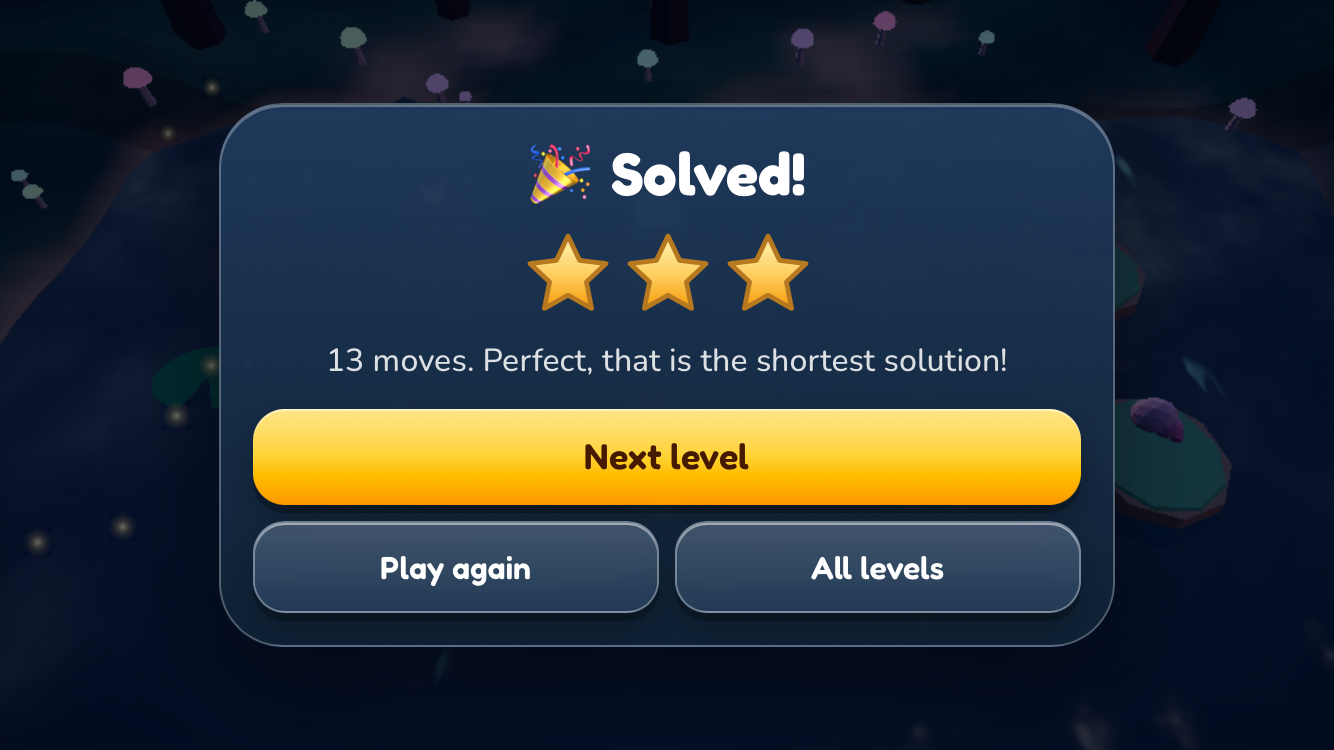 Solved!
13 moves. Perfect, that is the shortest solution!
Next level
Play again
All levels